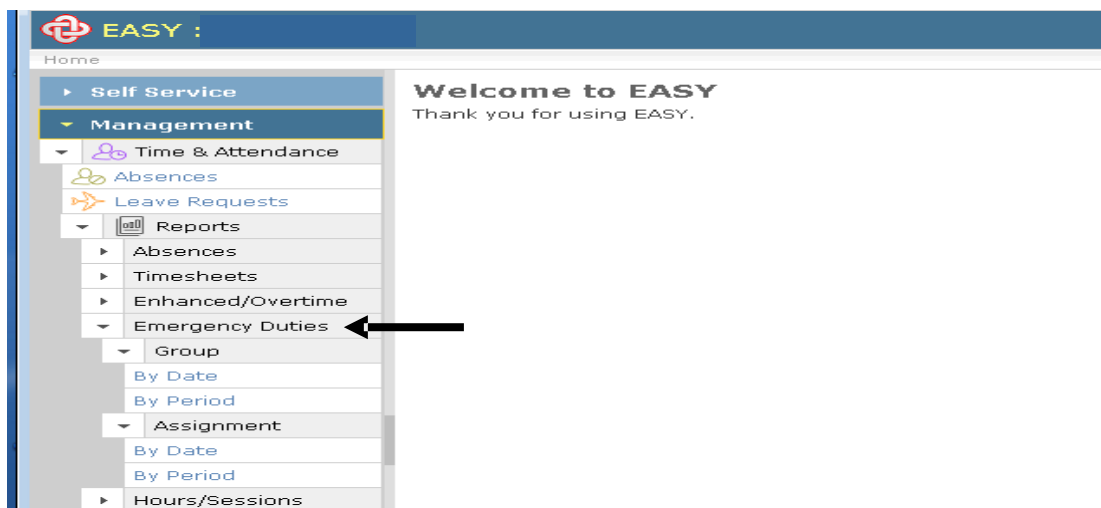 EASY :
Home
Self Service
Management
Time & Attendance
Absences
Leave Requests
Reports
Absences
Timesheets
Enhanced/Overtime
Emergency Duties
Group
By Date
By Period
Assignment
By Date
By Period
Hours/Sessions
Welcome to EASY
Thank you for using EASY.